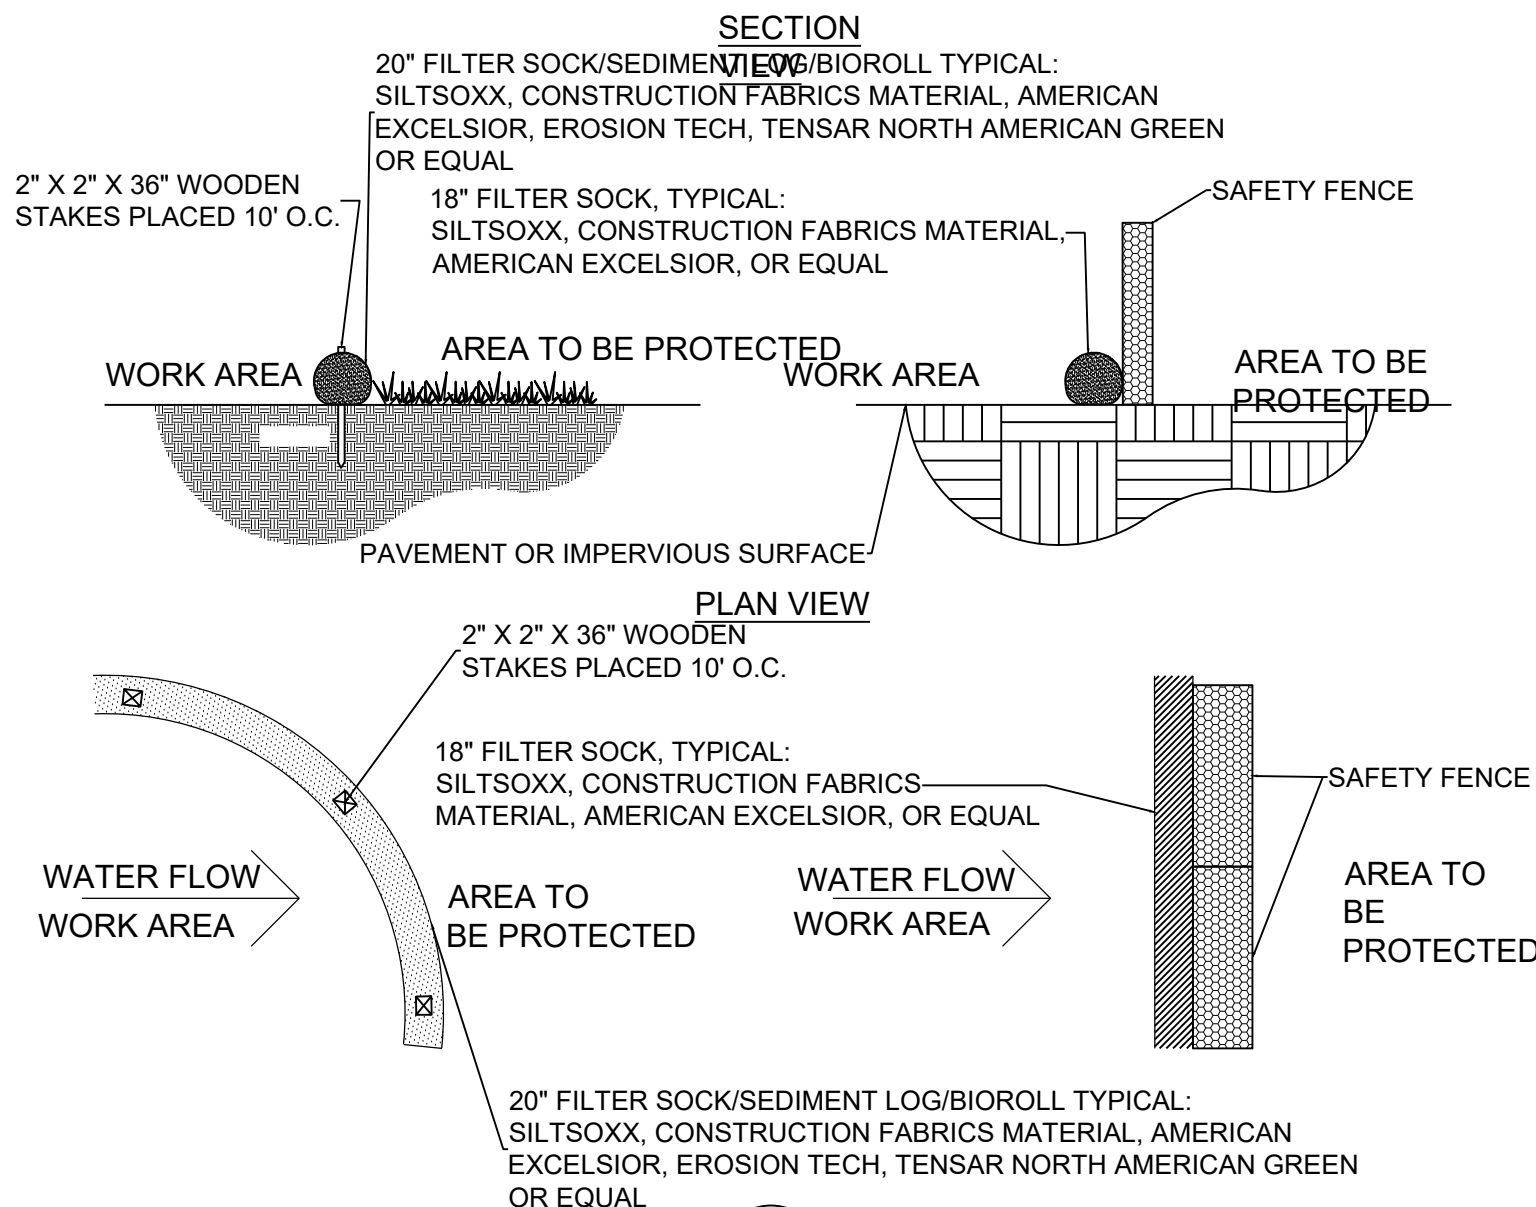 SECTION
VIEW
20" FILTER SOCK/SEDIMENT LOG/BIOROLL TYPICAL:
SILTSOXX, CONSTRUCTION FABRICS MATERIAL, AMERICAN
EXCELSIOR, EROSION TECH, TENSAR NORTH AMERICAN GREEN
OR EQUAL
2" X 2" X 36" WOODEN
STAKES PLACED 10' O.C.
18" FILTER SOCK, TYPICAL:
SILTSOXX, CONSTRUCTION FABRICS MATERIAL,
AMERICAN EXCELSIOR, OR EQUAL
SAFETY FENCE
WORK AREA
AREA TO BE PROTECTED
WORK AREA
AREA TO BE
PROTECTED
PAVEMENT OR IMPERVIOUS SURFACE
PLAN VIEW
2" X 2" X 36" WOODEN
STAKES PLACED 10' O.C.
18" FILTER SOCK, TYPICAL:
SILTSOXX, CONSTRUCTION FABRICS
MATERIAL, AMERICAN EXCELSIOR, OR EQUAL
SAFETY FENCE
WATER FLOW
WORK AREA
AREA TO
BE PROTECTED
WATER FLOW
WORK AREA
AREA TO
BE
PROTECTED
20" FILTER SOCK/SEDIMENT LOG/BIOROLL TYPICAL:
SILTSOXX, CONSTRUCTION FABRICS MATERIAL, AMERICAN
EXCELSIOR, EROSION TECH, TENSAR NORTH AMERICAN GREEN
OR EQUAL